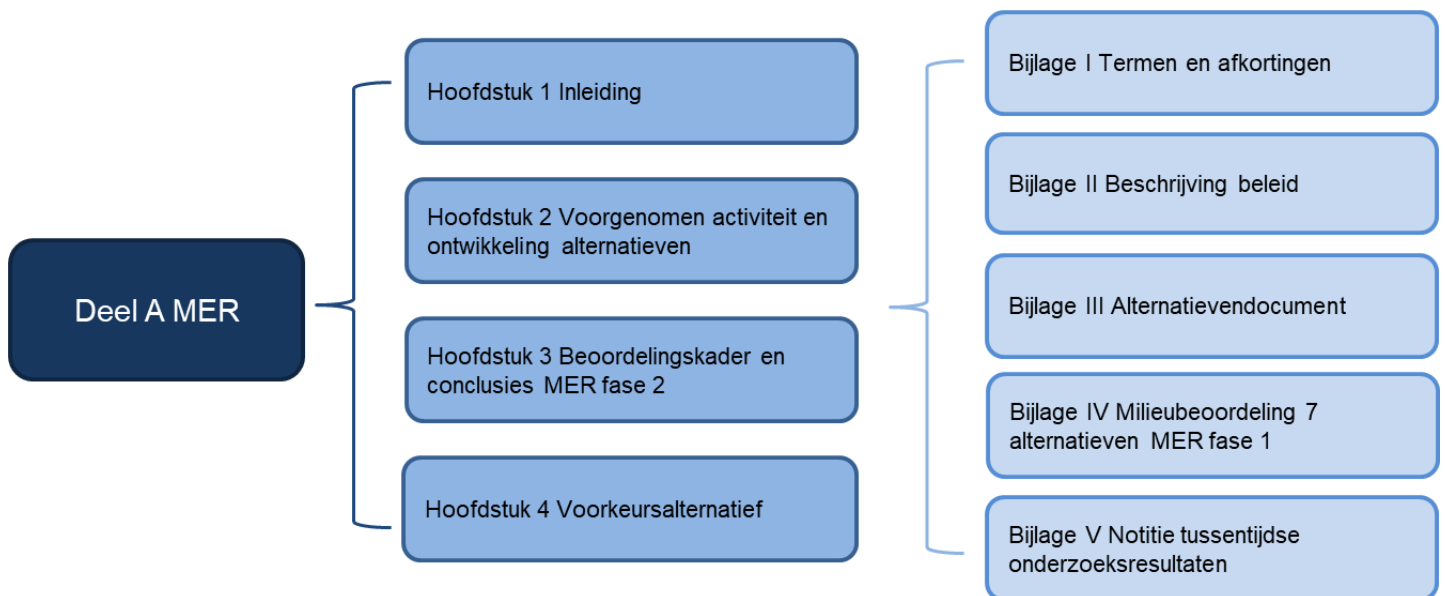 Deel A MER
Hoofdstuk 1 Inleiding
Hoofdstuk 2 Voorgenomen activiteit en
ontwikkeling alternatieven
Hoofdstuk 3 Beoordelingskader en
conclusies MER fase 2
Hoofdstuk 4 Voorkeursalternatief
Bijlage I Termen en afkortingen
Bijlage II Beschrijving beleid
Bijlage III Alternatievendocument
Bijlage IV Milieubeoordeling 7
alternatieven MER fase 1
Bijlage V Notitie tussentijdse
onderzoeksresultaten